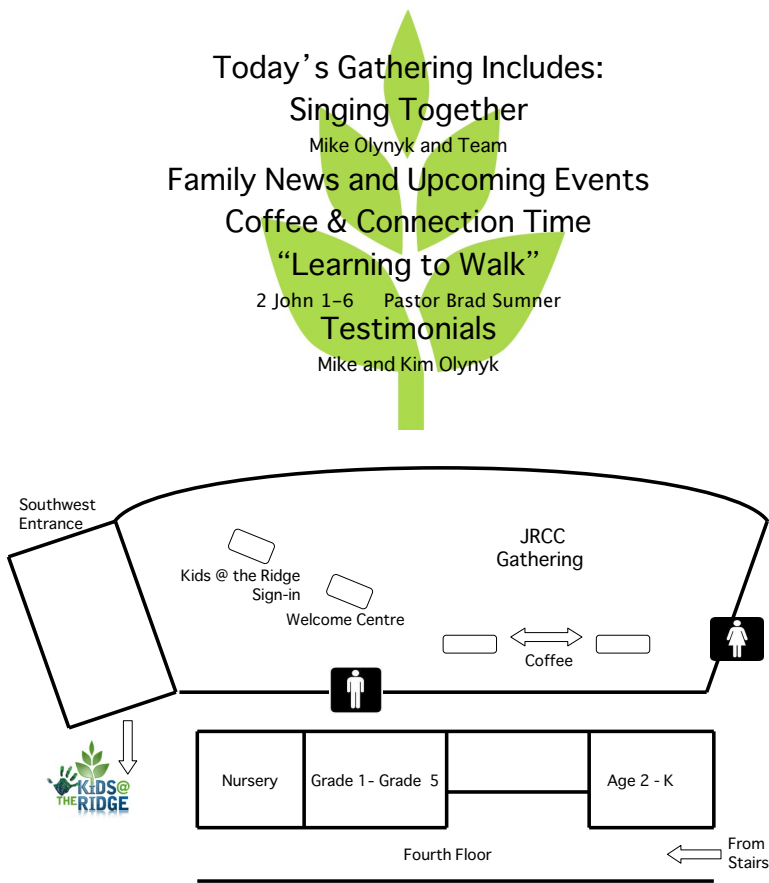 Today's Gathering Includes:
Singing Together
Mike Olynyk and Team
Family News and Upcoming Events
Coffee & Connection Time
“Learning to Walk”
2 John 1–6 Pastor Brad Sumner
Testimonials
Mike and Kim Olynyk
Southwest
Entrance
JRCC
Gathering
Kids @ the Ridge
Sign-in
Welcome Centre
Coffee
KIDS@
THE RIDGE
Nursery
Grade 1- Grade 5
Age 2 - K
Fourth Floor
From
Stairs